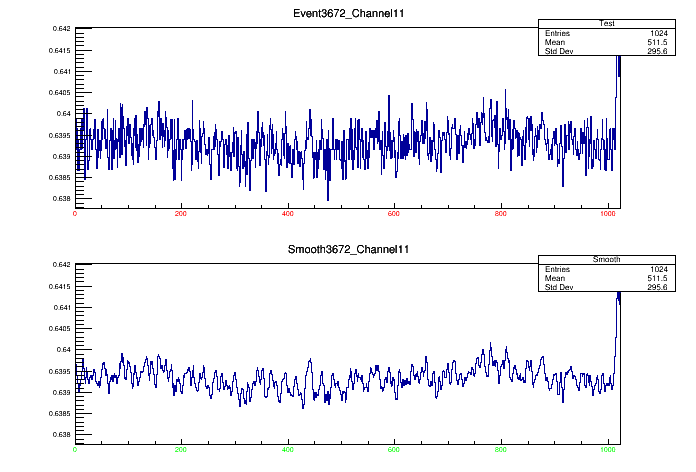 Event3672_Channel11
Test
Entries 1024
Mean 511.5
Std Dev 295.6
0.642
0.6415
0.641
0.6405
0.64
0.6395
0.639
0.6385
0.638
0 200 400 600 800 1000
Smooth3672_Channel11
Smooth
Entries 1024
Mean 511.5
Std Dev 295.6
0.642
0.6415
0.641
0.6405
0.64
0.6395
0.639
0.6385
0.638
0 200 400 600 800 1000